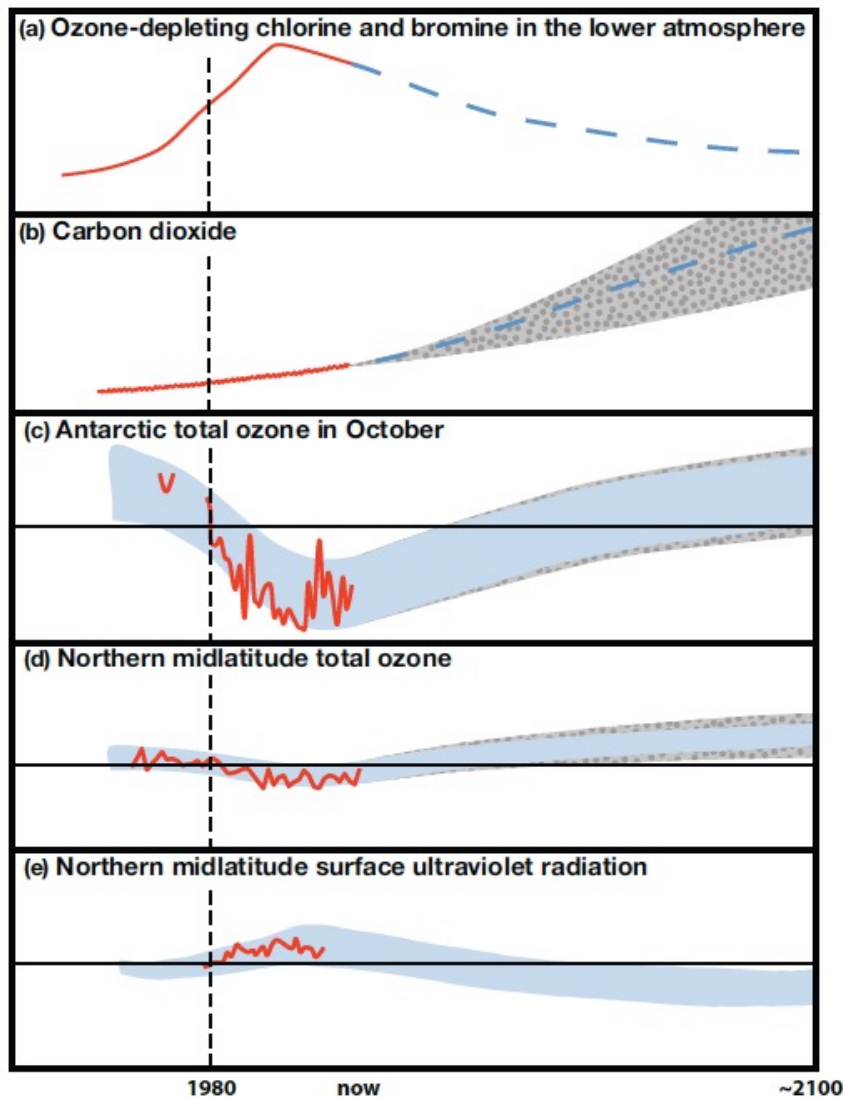 (a) Ozone-depleting chlorine and bromine in the lower atmosphere
(b) Carbon dioxide
(c) Antarctic total ozone in October
(d) Northern midlatitude total ozone
(e) Northern midlatitude surface ultraviolet radiation
1980 now ~2100